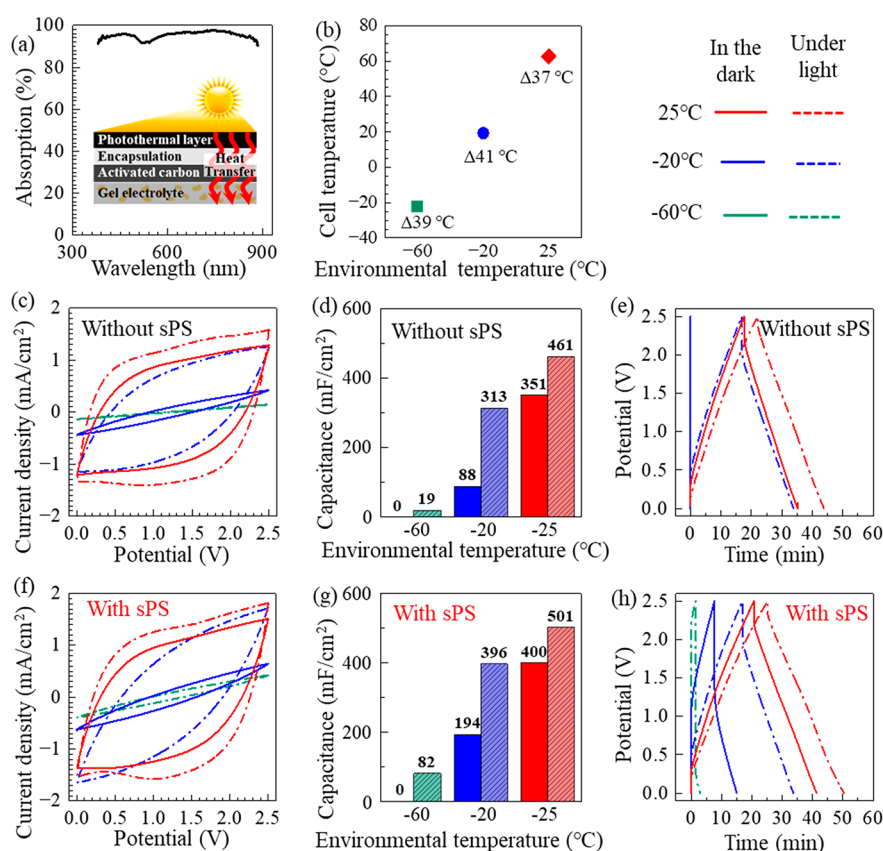 (a)
100
80
60
40
20
0
Absorption (%)
Photothermal layer
Encapsulation
Heat
Activated carbon
Transfer
Gel electrolyte
300
500
700
900
Wavelength (nm)
(b)
80
60
40
20
0
−20
−40
Cell temperature (°C)
Δ37 °C
Δ41 °C
Δ39 °C
−60
−20
25
Environmental temperature (°C)
In the
dark
Under
light
25°C
-20°C
-60°C
(c)
2
1
0
−1
−2
Current density (mA/cm²)
Without sPS
0.0
0.5
1.0
1.5
2.0
2.5
Potential (V)
(d)
600
400
200
0
Capacitance (mF/cm²)
Without sPS
0
19
88
313
351
461
-60
-20
-25
Environmental temperature (°C)
(e)
2.5
2.0
1.5
1.0
0.5
0.0
Potential (V)
Without sPS
0
10
20
30
40
50
60
Time (min)
(f)
2
1
0
−1
−2
Current density (mA/cm²)
With sPS
0.0
0.5
1.0
1.5
2.0
2.5
Potential (V)
(g)
600
400
200
0
Capacitance (mF/cm²)
With sPS
0
82
194
396
400
501
-60
-20
-25
Environmental temperature (°C)
(h)
2.5
2.0
1.5
1.0
0.5
0.0
Potential (V)
With sPS
0
10
20
30
40
50
60
Time (min)